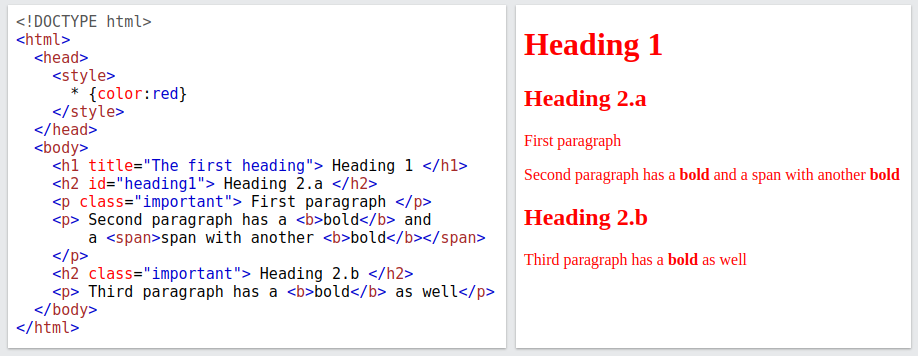 <!DOCTYPE html>
<html>
  <head>
    <style>
      * {color:red}
    </style>
  </head>
  <body>
    <h1 title="The first heading"> Heading 1 </h1>
    <h2 id="heading1"> Heading 2.a </h2>
    <p class="important"> First paragraph </p>
    <p> Second paragraph has a <b>bold</b> and
        a <span>span with another <b>bold</b></span>
    </p>
    <h2 class="important"> Heading 2.b </h2>
    <p> Third paragraph has a <b>bold</b> as well</p>
  </body>
</html>
Heading 1
Heading 2.a
First paragraph
Second paragraph has a bold and a span with another bold
Heading 2.b
Third paragraph has a bold as well